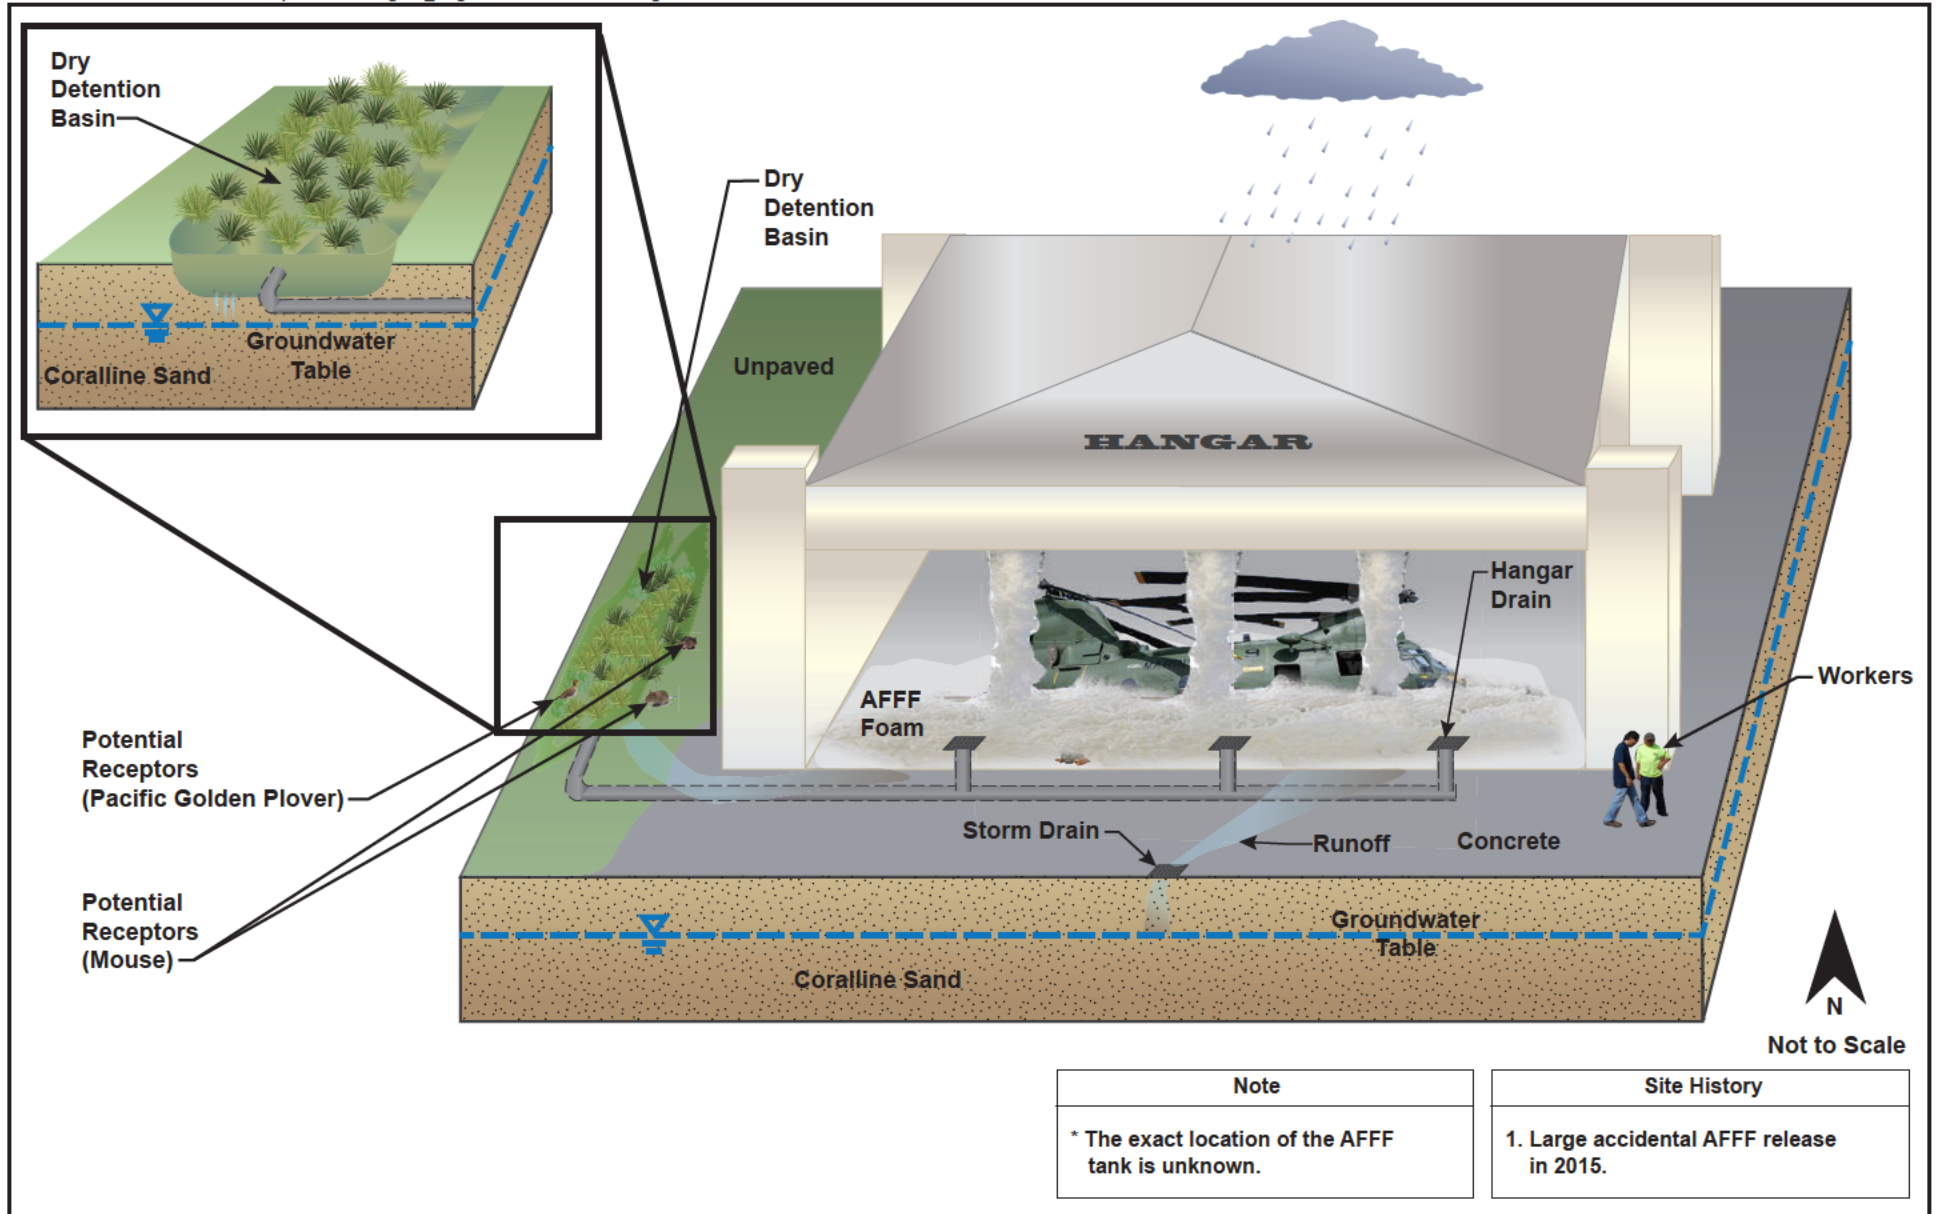 Dry
Detention
Basin
Groundwater
Table
Coralline Sand
Dry
Detention
Basin
Unpaved
HANGAR
Hangar
Drain
AFFF
Foam
Workers
Potential
Receptors
(Pacific Golden Plover)
Storm Drain
Runoff
Concrete
Potential
Receptors
(Mouse)
Groundwater
Table
Coralline Sand
N
Not to Scale
Note
* The exact location of the AFFF
tank is unknown.
Site History
1. Large accidental AFFF release
in 2015.